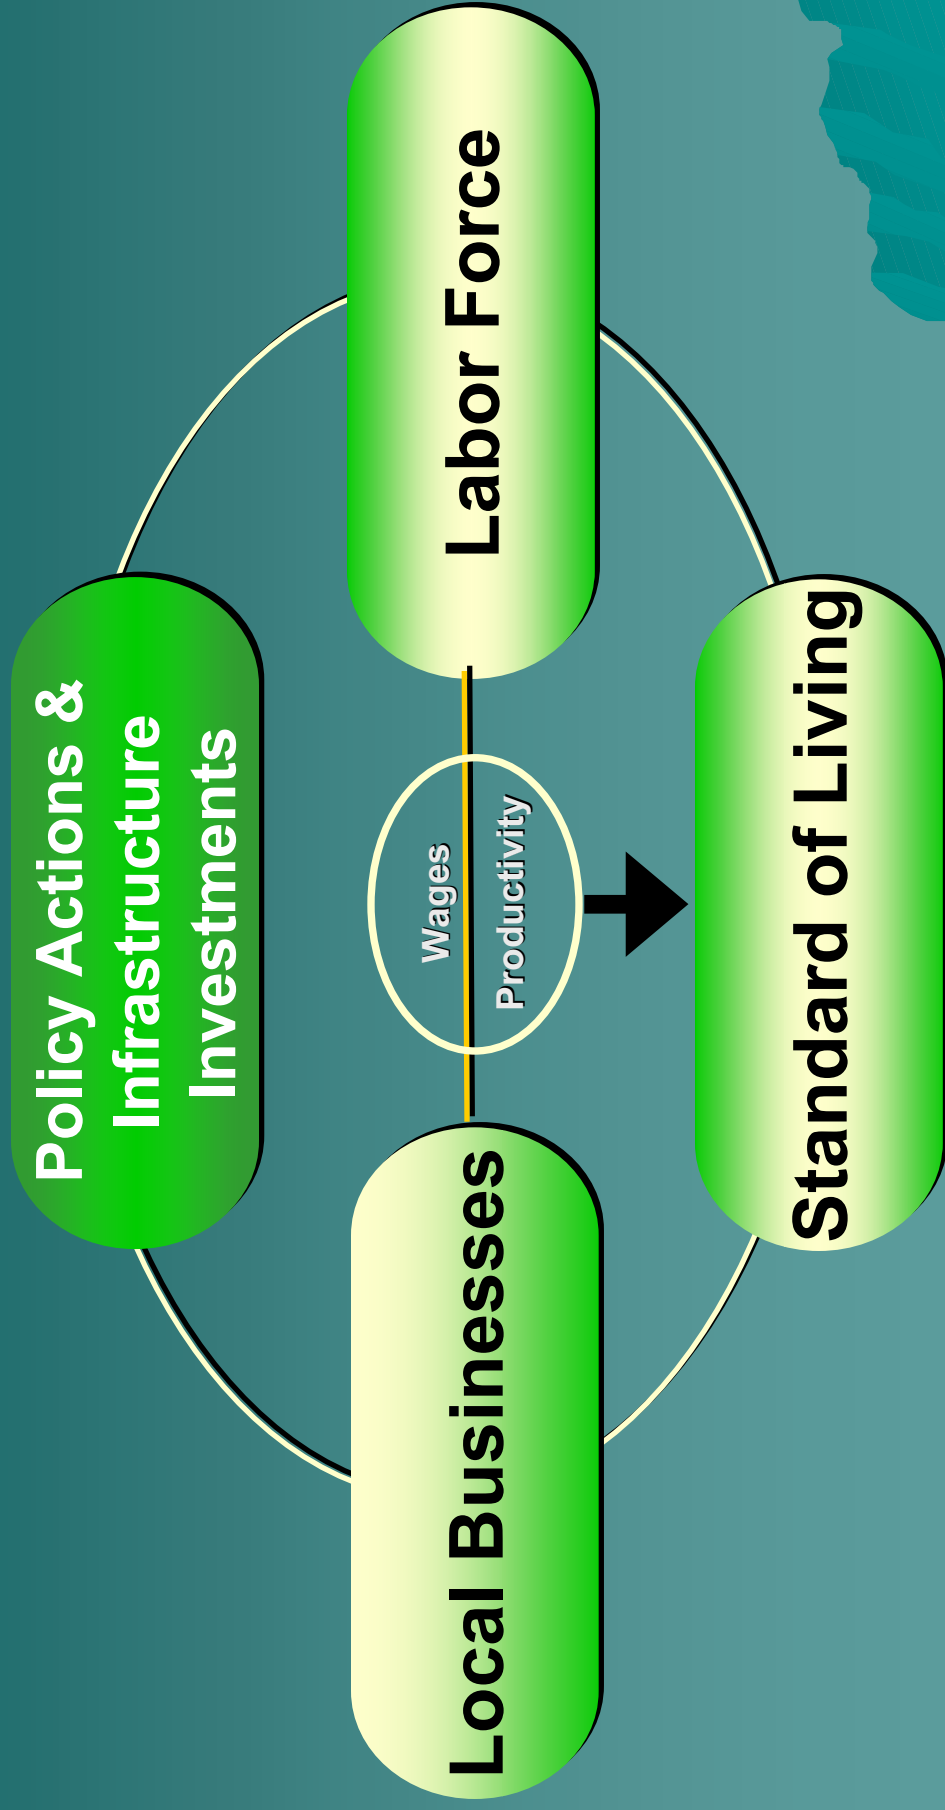 Policy Actions &
Infrastructure
Investments
Local Businesses
Wages
Productivity
Labor Force
Standard of Living